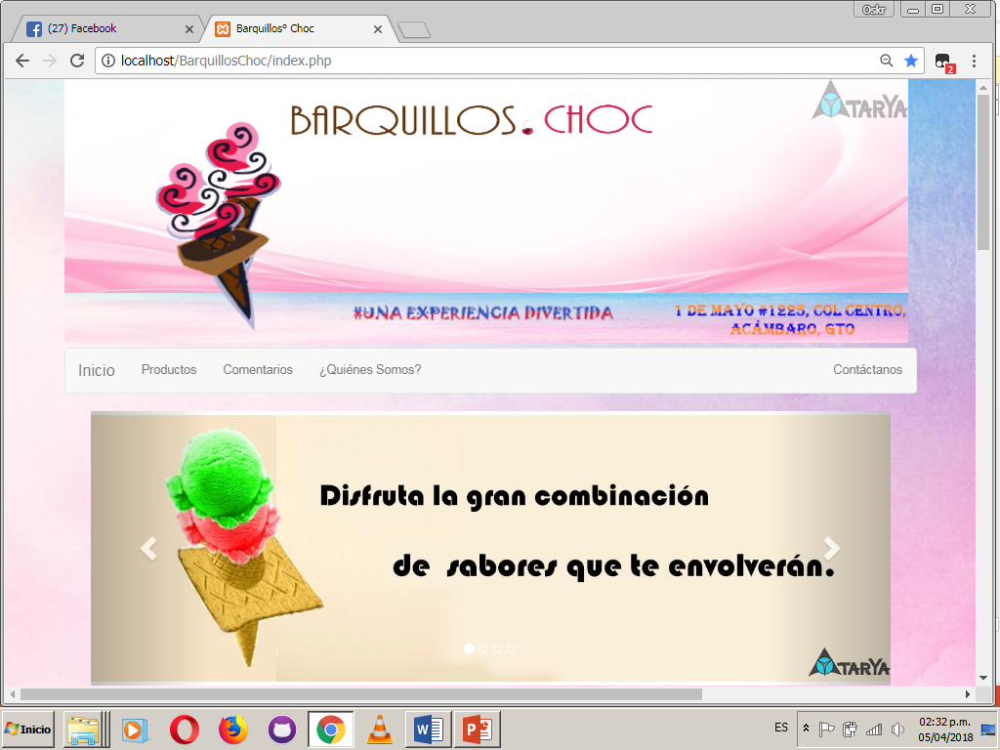 Oskr
(27) Facebook
Barquillos° Choc
localhost/BarquillosChoc/index.php
2
BARQUILLOS. CHOC
ATARYA
#UNA EXPERIENCIA DIVERTIDA
1 DE MAYO #1225, COL CENTRO,
ACÁMBARO, GTO
Inicio
Productos
Comentarios
¿Quiénes Somos?
Contáctanos
Disfruta la gran combinación
de sabores que te envolverán.
ATARYA
Inicio
ES
02:32 p.m.
05/04/2018